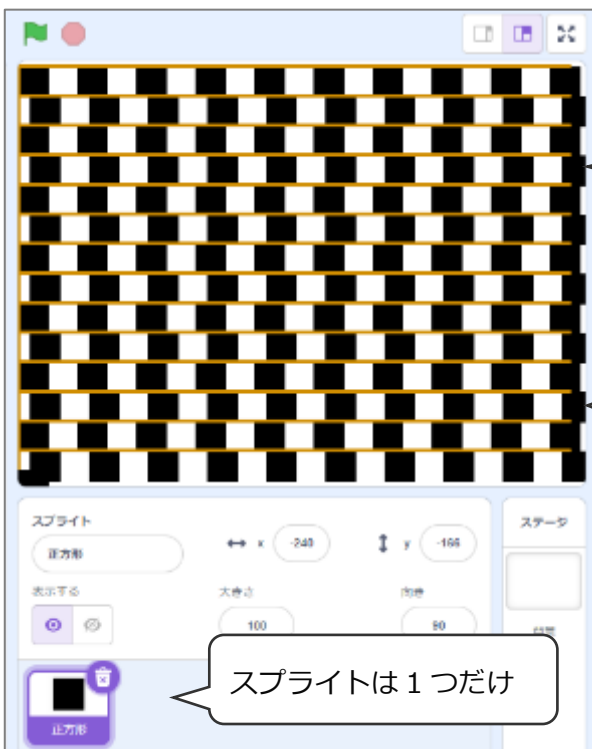 スプライト
正方形
x -240
y -166
表示する
大きさ 100
向き 90
ステージ
背景
正方形
スプライトは1つだけ